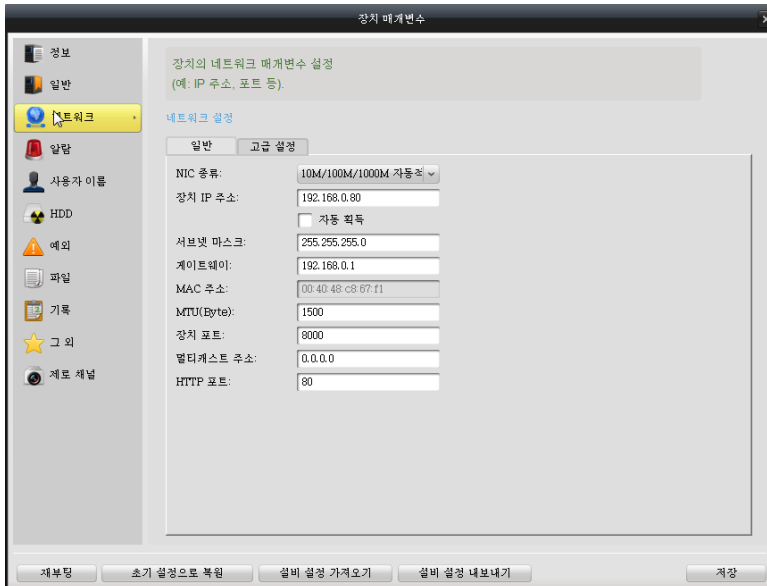 장치 매개변수
정보
일반
네트워크
알람
사용자 이름
HDD
예외
파일
기록
그 외
제로 채널
장치의 네트워크 매개변수 설정
(예: IP 주소, 포트 등).
네트워크 설정
일반 고급 설정
NIC 종류: 10M/100M/1000M 자동적
장치 IP 주소: 192.168.0.80
자동 획득
서브넷 마스크: 255.255.255.0
게이트웨이: 192.168.0.1
MAC 주소: 00:40:48:c8:67:f1
MTU(Byte): 1500
장치 포트: 8000
멀티캐스트 주소: 0.0.0.0
HTTP 포트: 80
재부팅 초기 설정으로 복원 설비 설정 가져오기 설비 설정 내보내기 저장